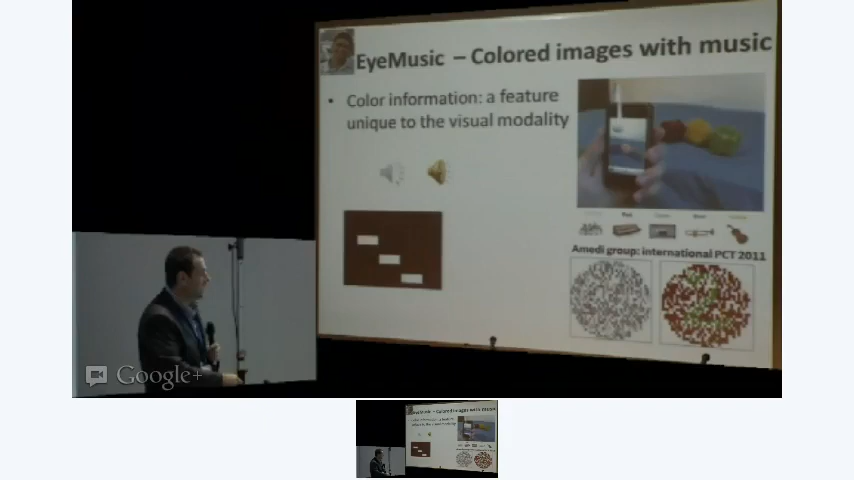 EyeMusic – Colored images with music
• Color information: a feature
unique to the visual modality
Amedi group: international PCT 2011
Google+